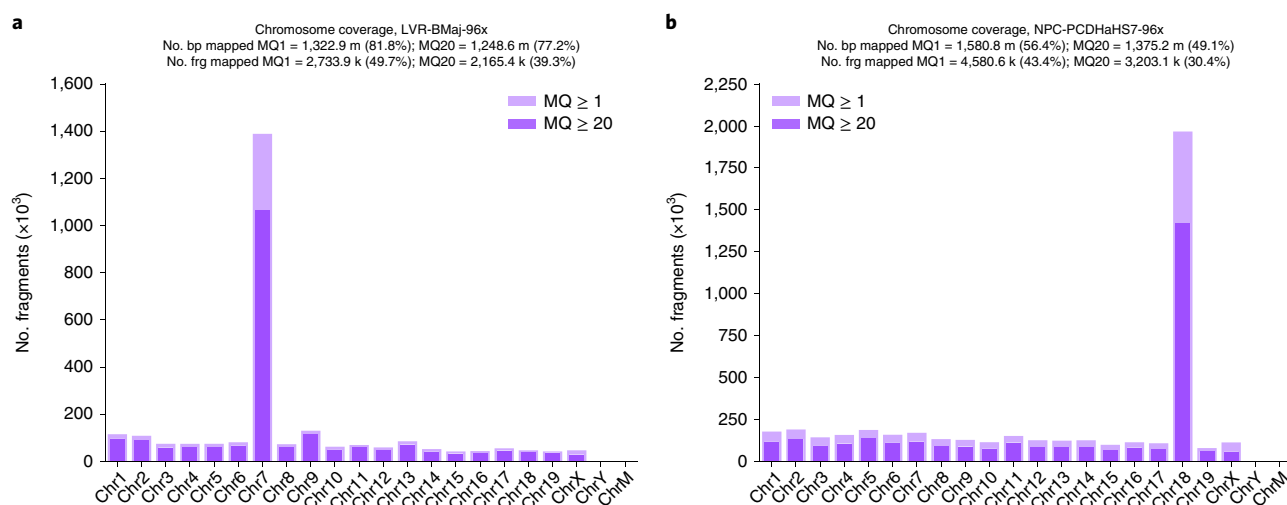 a
Chromosome coverage, LVR-BMaj-96x
No. bp mapped MQ1 = 1,322.9 m (81.8%); MQ20 = 1,248.6 m (77.2%)
No. frg mapped MQ1 = 2,733.9 k (49.7%); MQ20 = 2,165.4 k (39.3%)
1,600
1,400
1,200
1,000
800
600
400
200
0
No. fragments (×10³)
MQ ≥ 1
MQ ≥ 20
Chr1 Chr2 Chr3 Chr4 Chr5 Chr6 Chr7 Chr8 Chr9 Chr10 Chr11 Chr12 Chr13 Chr14 Chr15 Chr16 Chr17 Chr18 Chr19 ChrX ChrY ChrM
b
Chromosome coverage, NPC-PCDHaHS7-96x
No. bp mapped MQ1 = 1,580.8 m (56.4%); MQ20 = 1,375.2 m (49.1%)
No. frg mapped MQ1 = 4,580.6 k (43.4%); MQ20 = 3,203.1 k (30.4%)
2,250
2,000
1,750
1,500
1,250
1,000
750
500
250
0
No. fragments (×10³)
MQ ≥ 1
MQ ≥ 20
Chr1 Chr2 Chr3 Chr4 Chr5 Chr6 Chr7 Chr8 Chr9 Chr10 Chr11 Chr12 Chr13 Chr14 Chr15 Chr16 Chr17 Chr18 Chr19 ChrX ChrY ChrM